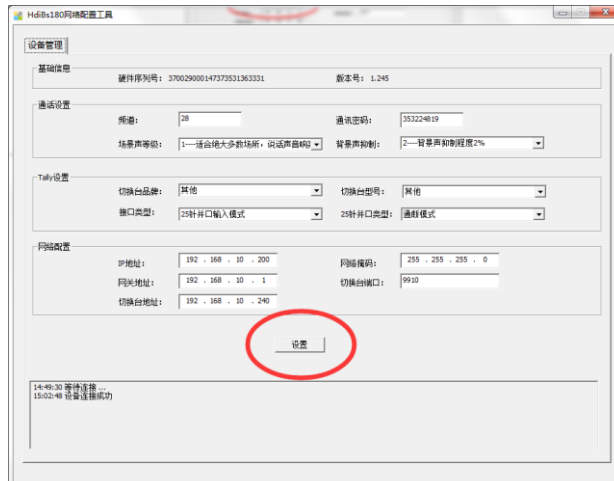 HdiBs180网络配置工具
设备管理
基础信息
硬件序列号： 3700290001473735313​63331
版本号： 1.245
通话设置
频道： 28
通讯密码： 353224819
场景声等级： 1----适合绝大多数场所，说话声音响
背景声抑制： 2----背景声抑制程度2%
Tally设置
切换台品牌： 其他
切换台型号： 其他
接口类型： 25针并口输入模式
25针并口类型： 通断模式
网络配置
IP地址： 192 . 168 . 10 . 200
网络掩码： 255 . 255 . 255 . 0
网关地址： 192 . 168 . 10 . 1
切换台端口： 9910
切换台地址： 192 . 168 . 10 . 240
设置
14:49:30 等待连接 ...
15:02:48 设备连接成功